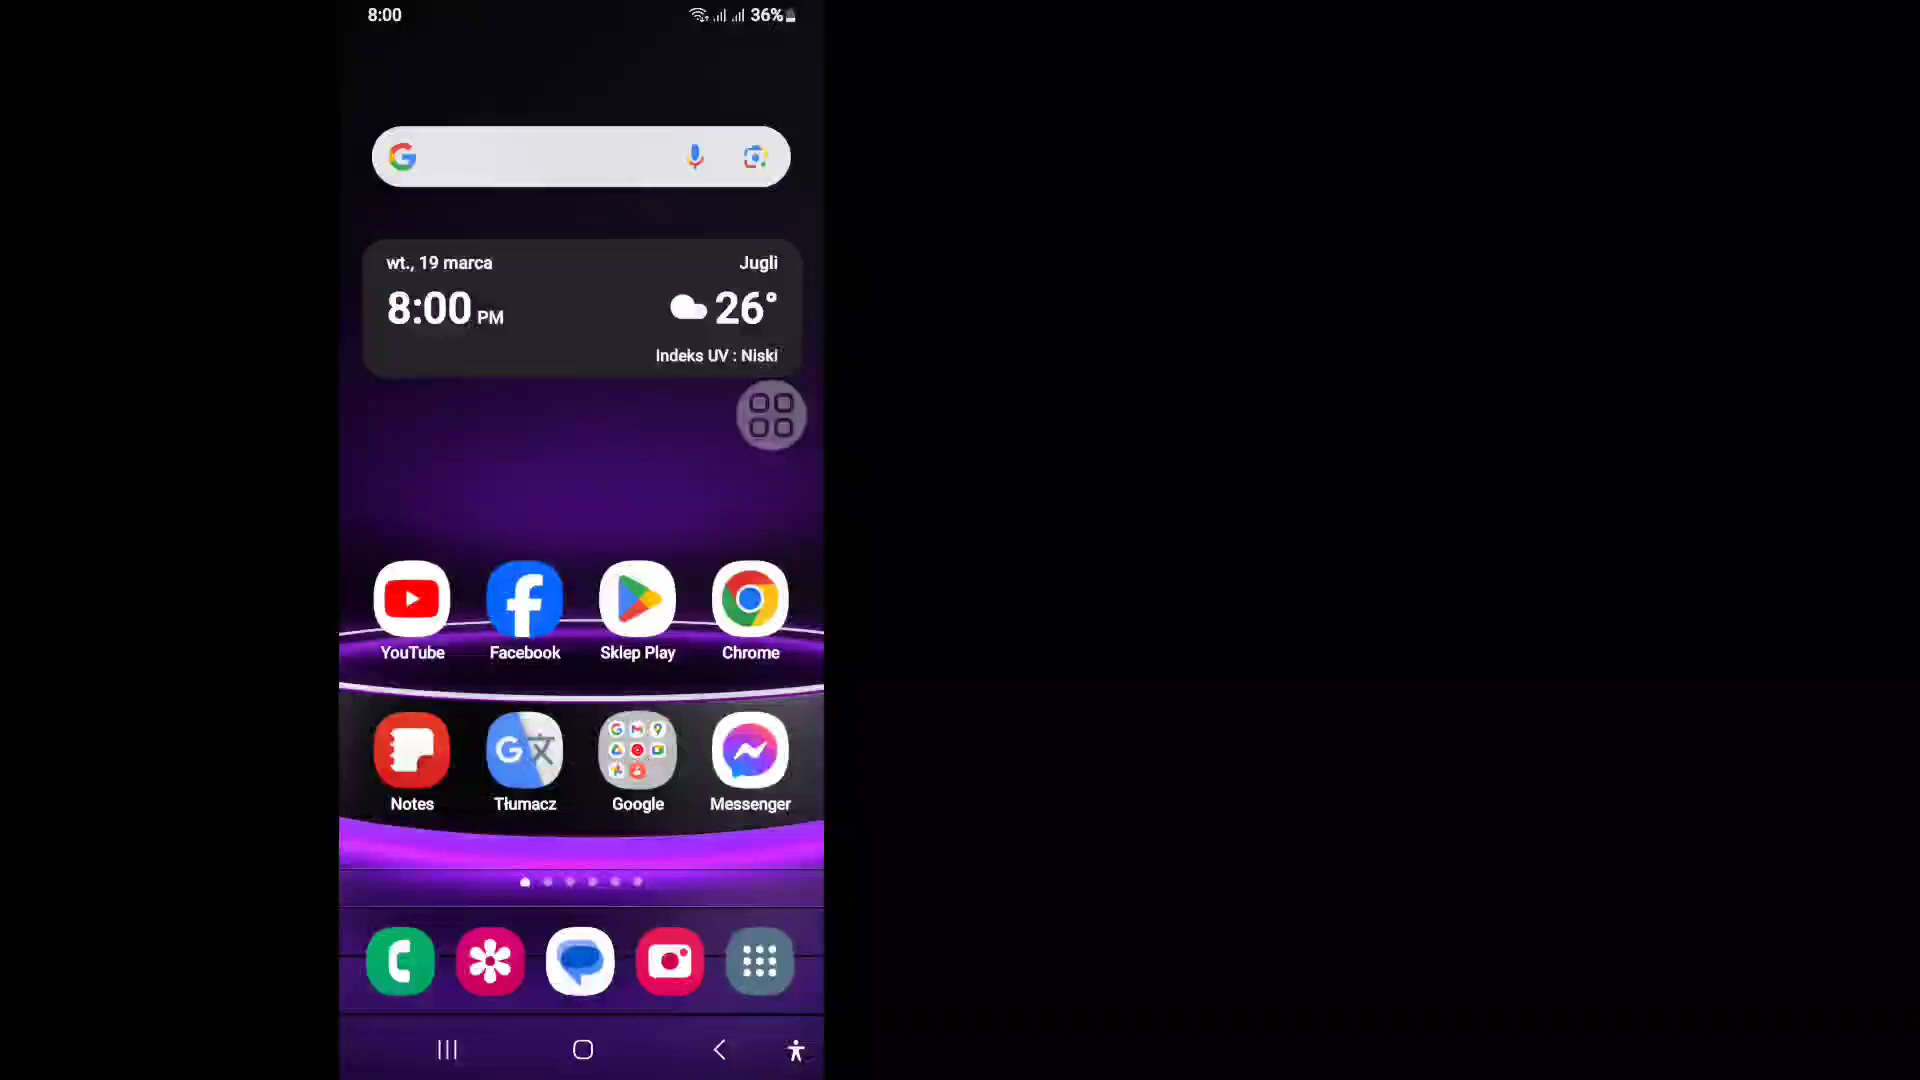 8:00
36%
wt., 19 marca
Jugli
8:00 PM
26°
Indeks UV : Niski
YouTube
Facebook
Sklep Play
Chrome
Notes
Tłumacz
Google
Messenger